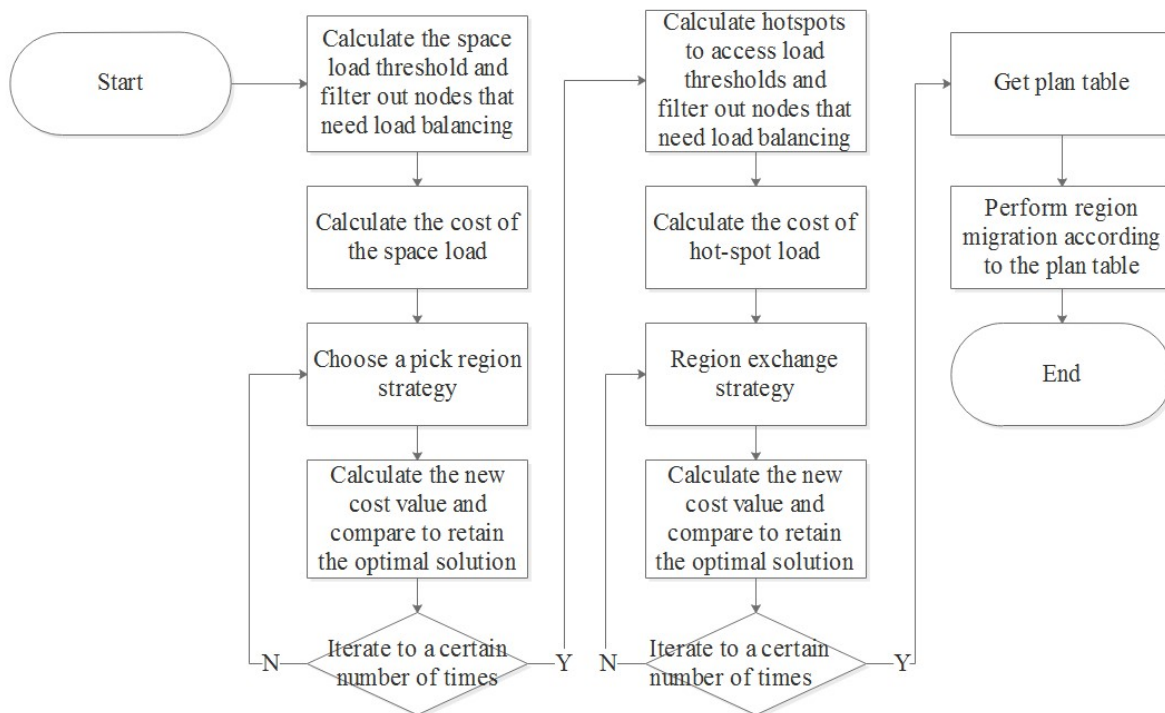 Start
Calculate the space
load threshold and
filter out nodes that
need load balancing
Calculate the cost of
the space load
Choose a pick region
strategy
Calculate the new
cost value and
compare to retain
the optimal solution
Iterate to a certain
number of times
N
Y
Calculate hotspots
to access load
thresholds and
filter out nodes that
need load balancing
Calculate the cost of
hot-spot load
Region exchange
strategy
Calculate the new
cost value and
compare to retain
the optimal solution
Iterate to a certain
number of times
N
Y
Get plan table
Perform region
migration according
to the plan table
End